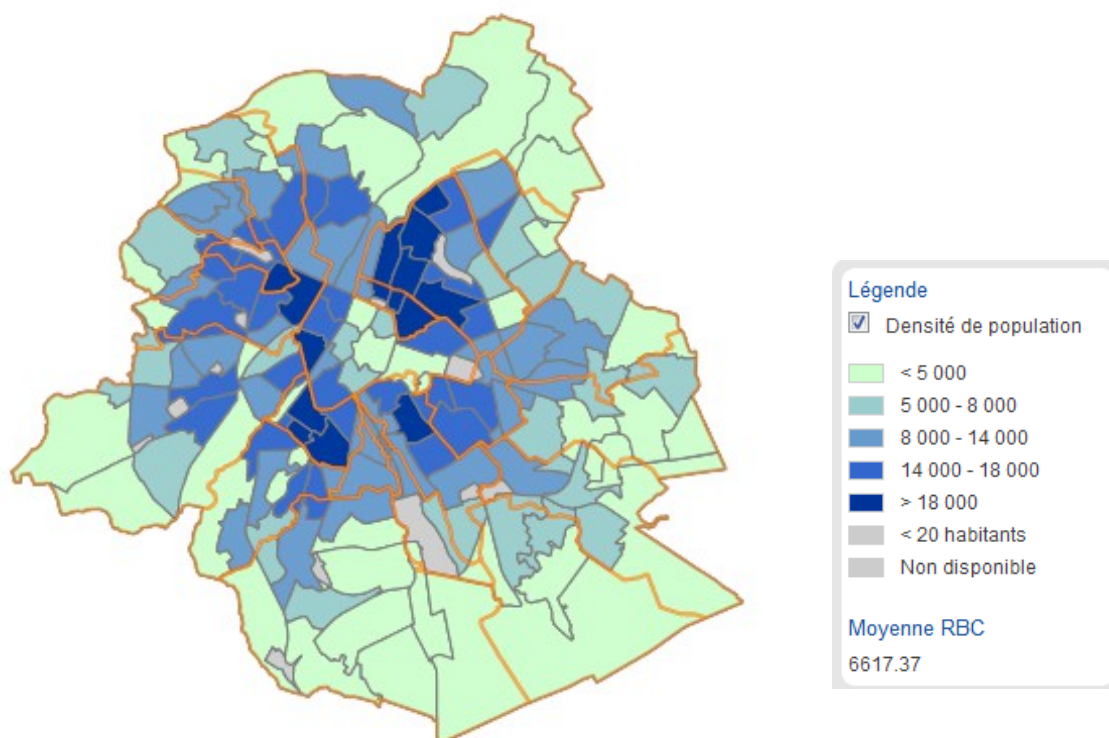 Légende
Densité de population
< 5 000
5 000 - 8 000
8 000 - 14 000
14 000 - 18 000
> 18 000
< 20 habitants
Non disponible
Moyenne RBC
6617.37